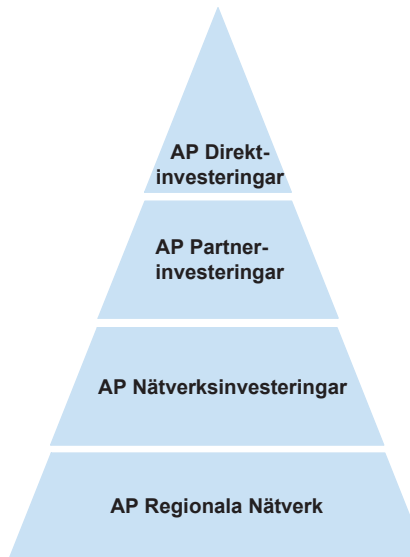 AP Direkt-
investeringar
AP Partner-
investeringar
AP Nätverksinvesteringar
AP Regionala Nätverk